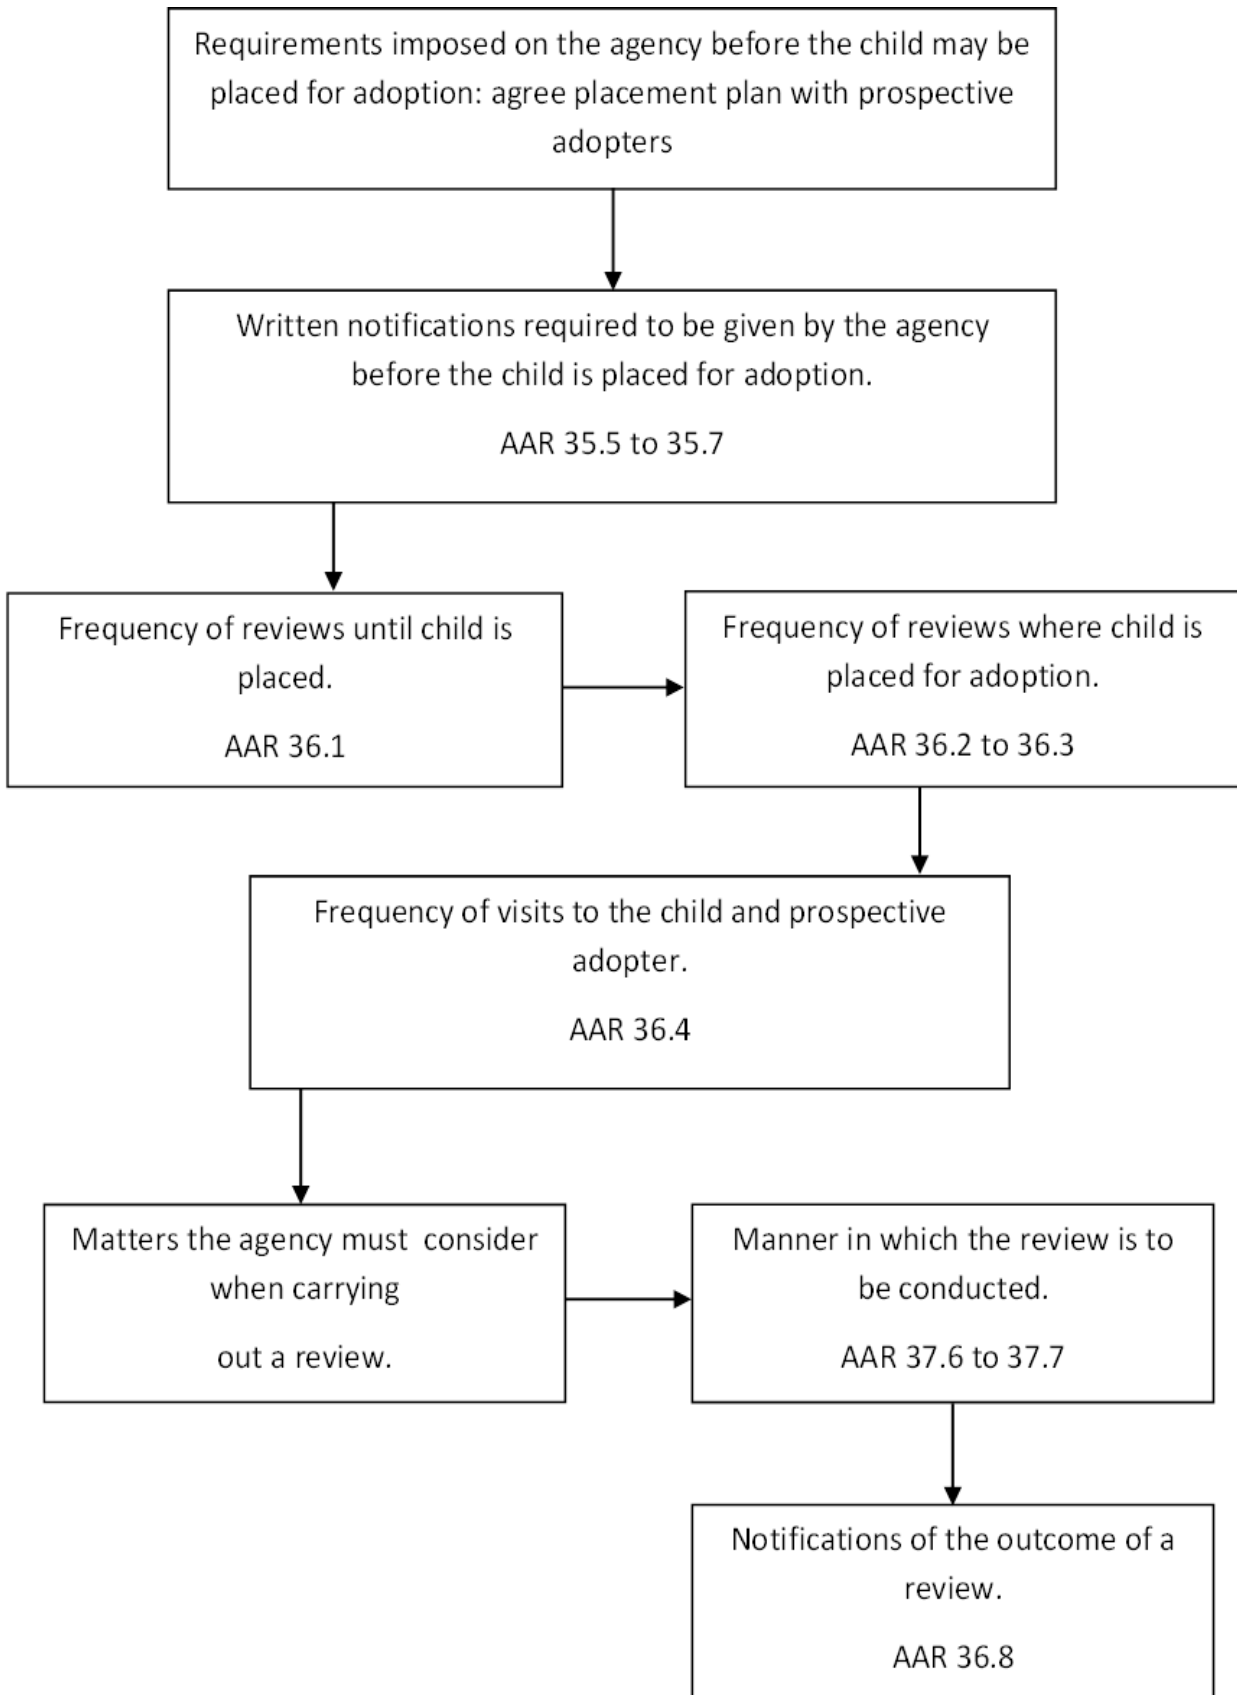 Requirements imposed on the agency before the child may be
placed for adoption: agree placement plan with prospective
adopters
Written notifications required to be given by the agency
before the child is placed for adoption.
AAR 35.5 to 35.7
Frequency of reviews until child is
placed.
AAR 36.1
Frequency of reviews where child is
placed for adoption.
AAR 36.2 to 36.3
Frequency of visits to the child and prospective
adopter.
AAR 36.4
Matters the agency must  consider
when carrying
out a review.
Manner in which the review is to
be conducted.
AAR 37.6 to 37.7
Notifications of the outcome of a
review.
AAR 36.8